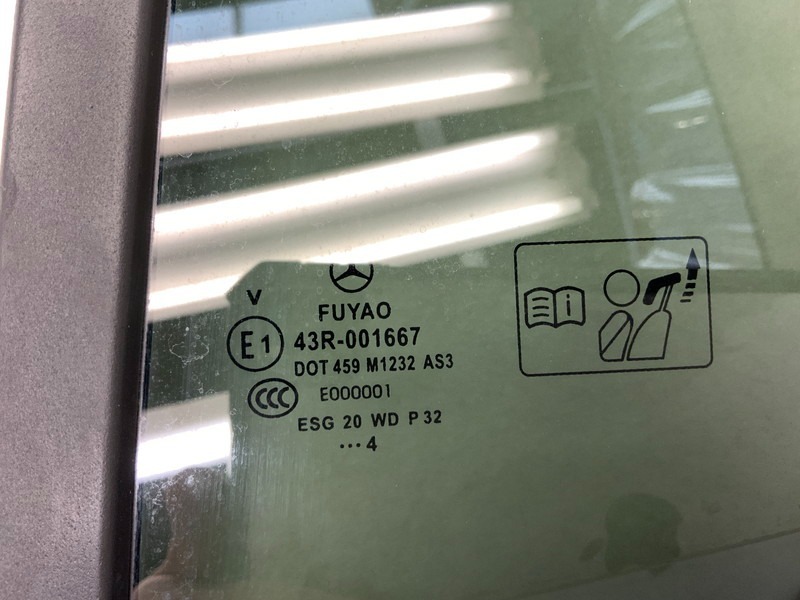 V
FUYAO
E1 43R-001667
DOT 459 M1232 AS3
CCC E000001
ESG 20 WD P 32
···4
i